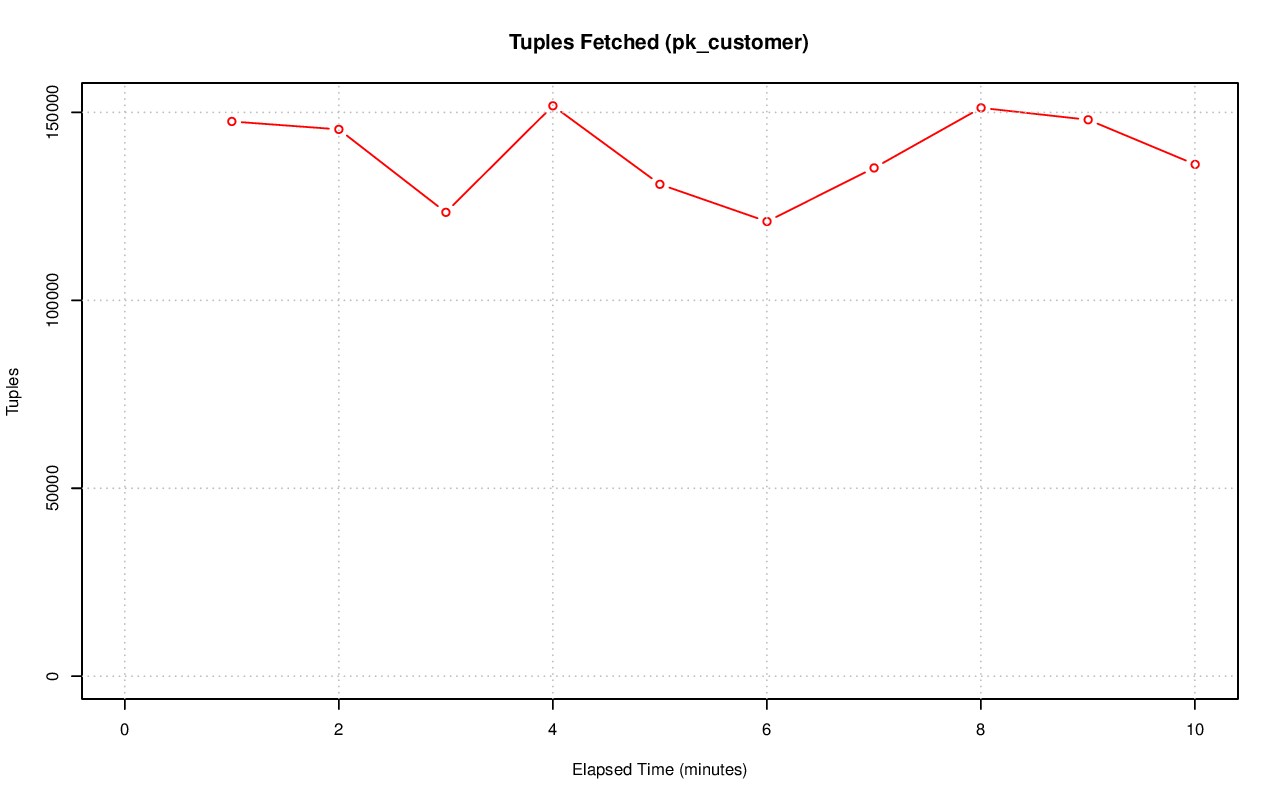 Tuples Fetched (pk_customer)
150000
100000
50000
0
Tuples
0 2 4 6 8 10
Elapsed Time (minutes)